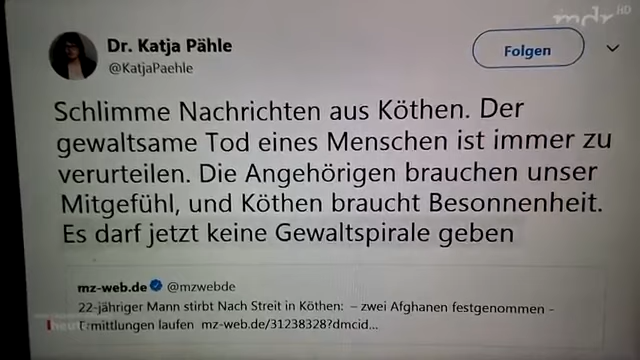 mdr HD
Dr. Katja Pähle
@KatjaPaehle
Folgen
Schlimme Nachrichten aus Köthen. Der
gewaltsame Tod eines Menschen ist immer zu
verurteilen. Die Angehörigen brauchen unser
Mitgefühl, und Köthen braucht Besonnenheit.
Es darf jetzt keine Gewaltspirale geben
mz-web.de @mzwebde
22-jähriger Mann stirbt Nach Streit in Köthen: – zwei Afghanen festgenommen –
Ermittlungen laufen mz-web.de/31238328?dmcid...